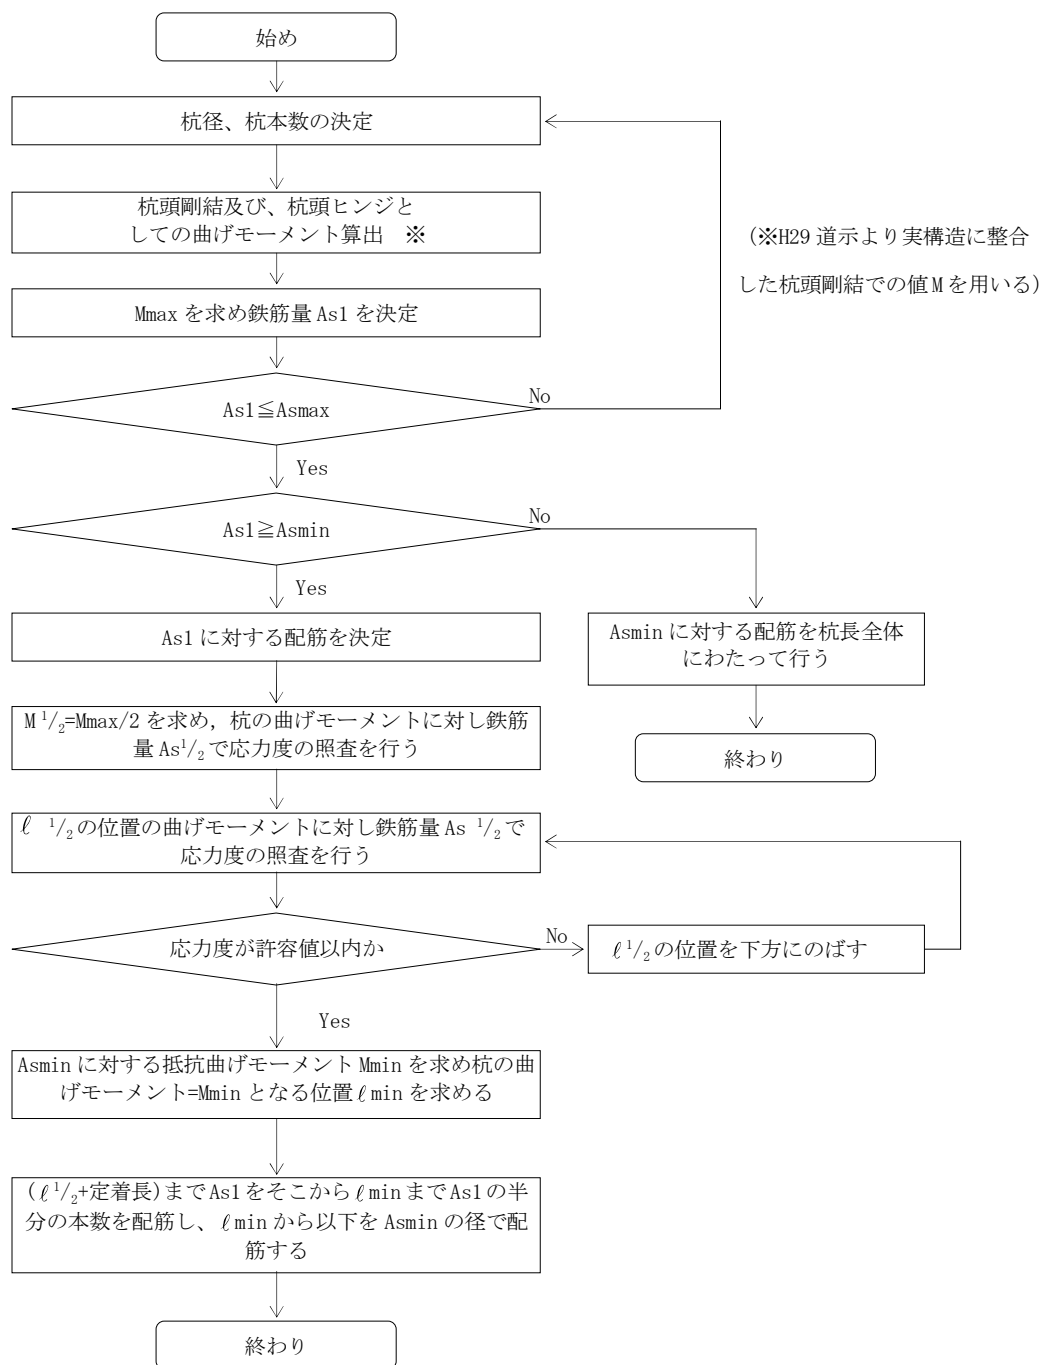 始め
杭径、杭本数の決定
杭頭剛結及び、杭頭ヒンジと
しての曲げモーメント算出　※
(※H29 道示より実構造に整合
した杭頭剛結での値 M を用いる)
Mmax を求め鉄筋量 As1 を決定
As1≦Asmax
No
Yes
As1≧Asmin
No
Yes
As1 に対する配筋を決定
Asmin に対する配筋を杭長全体
にわたって行う
終わり
M 1/2=Mmax/2 を求め，杭の曲げモーメントに対し鉄筋
量 As1/2 で応力度の照査を行う
ℓ 1/2 の位置の曲げモーメントに対し鉄筋量 As 1/2 で
応力度の照査を行う
応力度が許容値以内か
No
ℓ 1/2 の位置を下方にのばす
Yes
Asmin に対する抵抗曲げモーメント Mmin を求め杭の曲
げモーメント=Mmin となる位置 ℓ min を求める
(ℓ 1/2+定着長)まで As1 をそこから ℓ min まで As1 の半
分の本数を配筋し、ℓ min から以下を Asmin の径で配
筋する
終わり